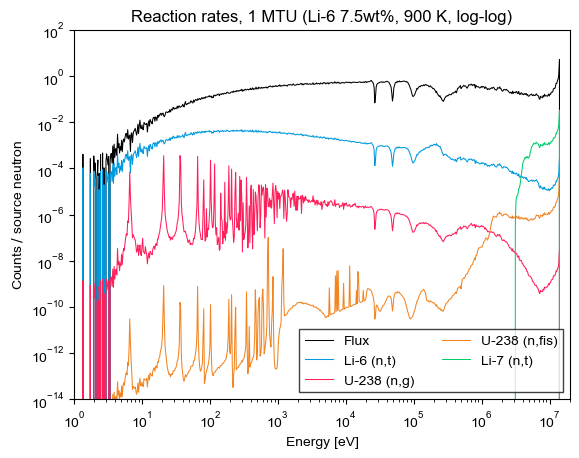 Reaction rates, 1 MTU (Li-6 7.5wt%, 900 K, log-log)
Counts / source neutron
10^2
10^0
10^-2
10^-4
10^-6
10^-8
10^-10
10^-12
10^-14
10^0 10^1 10^2 10^3 10^4 10^5 10^6 10^7
Energy [eV]
Flux
Li-6 (n,t)
U-238 (n,g)
U-238 (n,fis)
Li-7 (n,t)